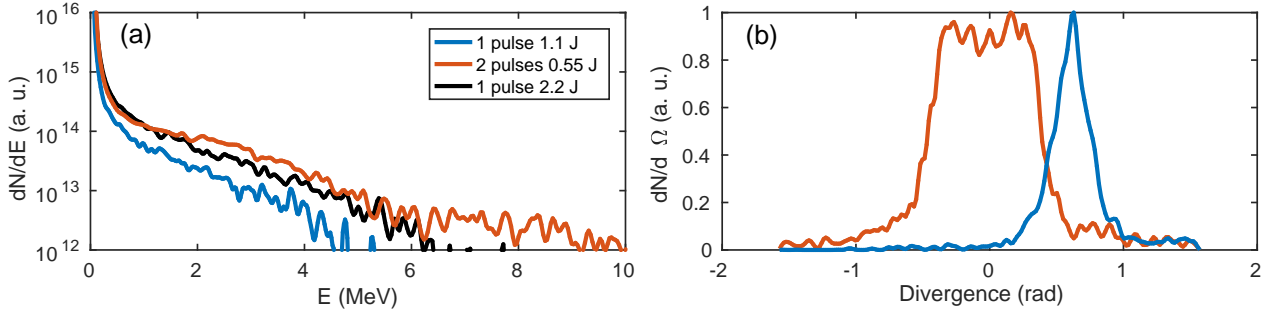 (a)
dN/dE (a. u.)
10^16
10^15
10^14
10^13
10^12
1 pulse 1.1 J
2 pulses 0.55 J
1 pulse 2.2 J
0 2 4 6 8 10
E (MeV)
(b)
dN/d Ω (a. u.)
1
0.8
0.6
0.4
0.2
0
-2 -1 0 1 2
Divergence (rad)